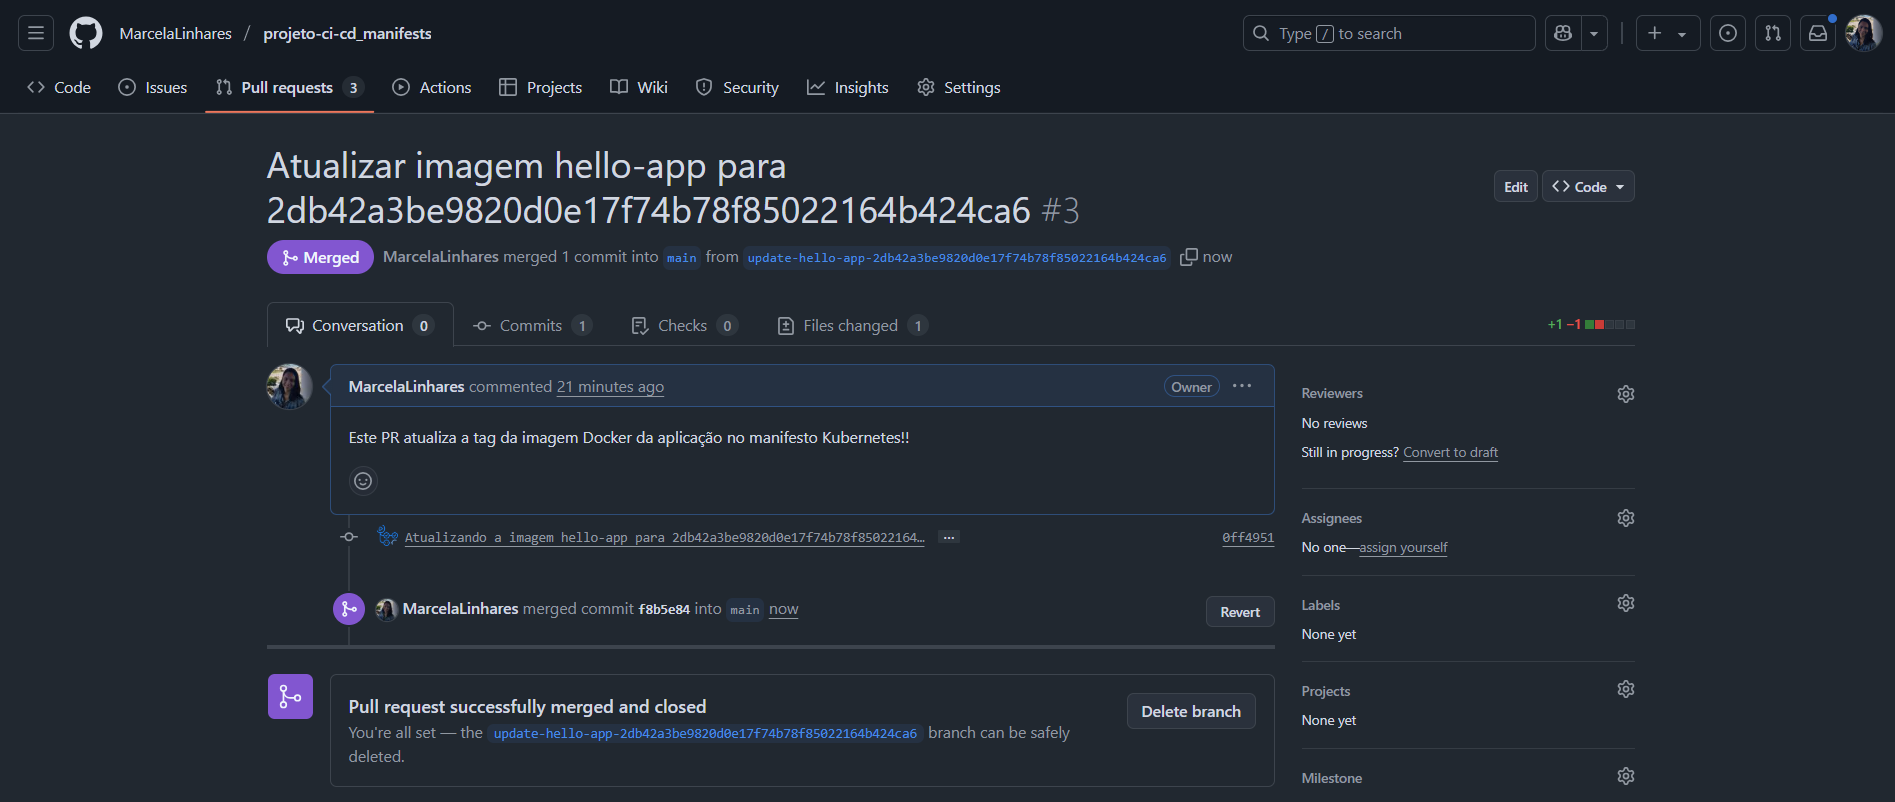 MarcelaLinhares / projeto-ci-cd_manifests
Type / to search
Code
Issues
Pull requests 3
Actions
Projects
Wiki
Security
Insights
Settings
Atualizar imagem hello-app para
2db42a3be9820d0e17f74b78f85022164b424ca6 #3
Edit
Code
Merged
MarcelaLinhares merged 1 commit into main from update-hello-app-2db42a3be9820d0e17f74b78f85022164b424ca6 now
Conversation 0
Commits 1
Checks 0
Files changed 1
+1 −1
MarcelaLinhares commented 21 minutes ago
Owner
Este PR atualiza a tag da imagem Docker da aplicação no manifesto Kubernetes!!
Atualizando a imagem hello-app para 2db42a3be9820d0e17f74b78f85022164…
0ff4951
MarcelaLinhares merged commit f8b5e84 into main now
Revert
Pull request successfully merged and closed
You're all set — the update-hello-app-2db42a3be9820d0e17f74b78f85022164b424ca6 branch can be safely
deleted.
Delete branch
Reviewers
No reviews
Still in progress? Convert to draft
Assignees
No one—assign yourself
Labels
None yet
Projects
None yet
Milestone